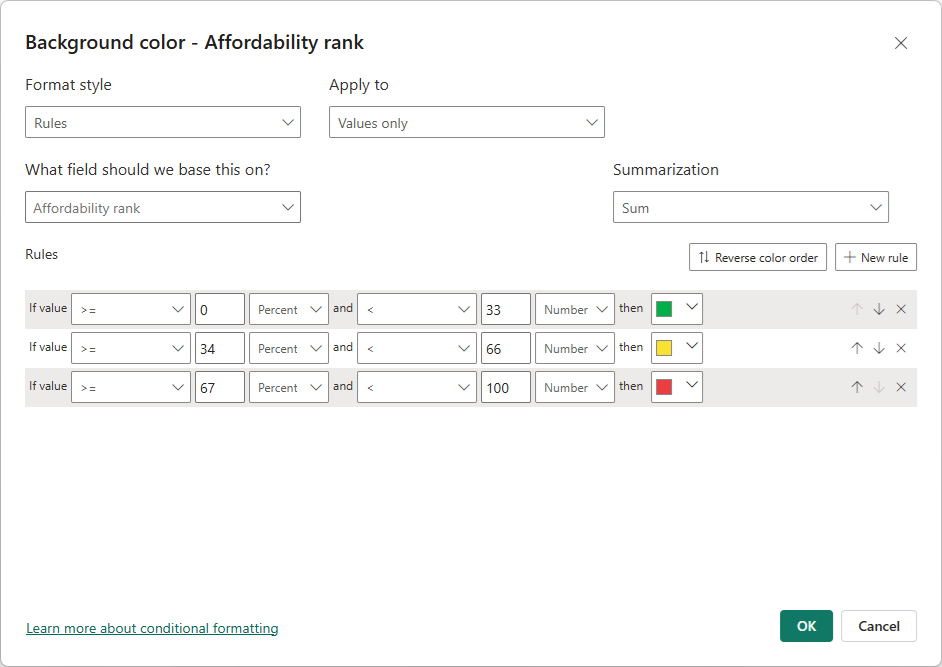 Background color - Affordability rank
Format style Apply to
Rules Values only
What field should we base this on? Summarization
Affordability rank Sum
Rules Reverse color order New rule
If value >= 0 Percent and < 33 Number then
If value >= 34 Percent and < 66 Number then
If value >= 67 Percent and < 100 Number then
Learn more about conditional formatting OK Cancel